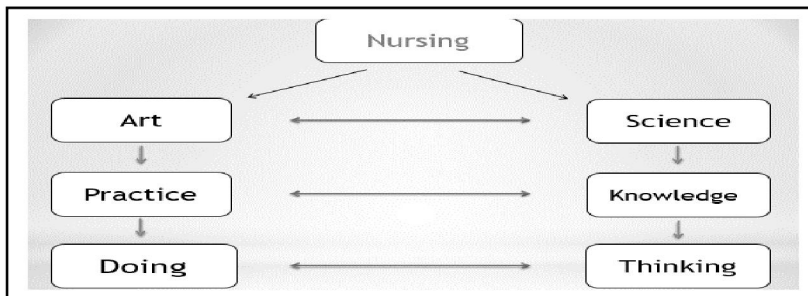 Nursing
Art
Science
Practice
Knowledge
Doing
Thinking